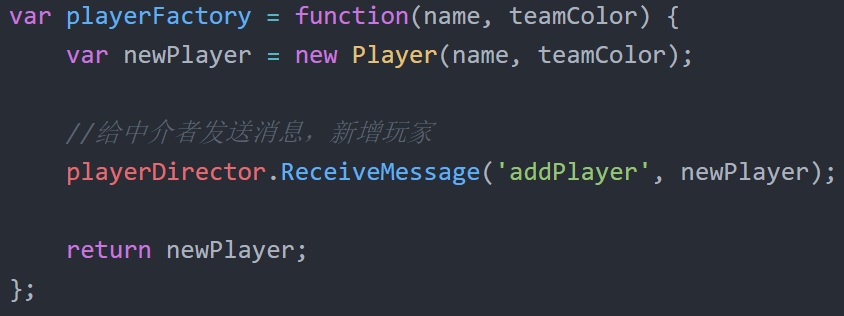 var playerFactory = function(name, teamColor) {
    var newPlayer = new Player(name, teamColor);
    //给中介者发送消息，新增玩家
    playerDirector.ReceiveMessage('addPlayer', newPlayer);
    return newPlayer;
};